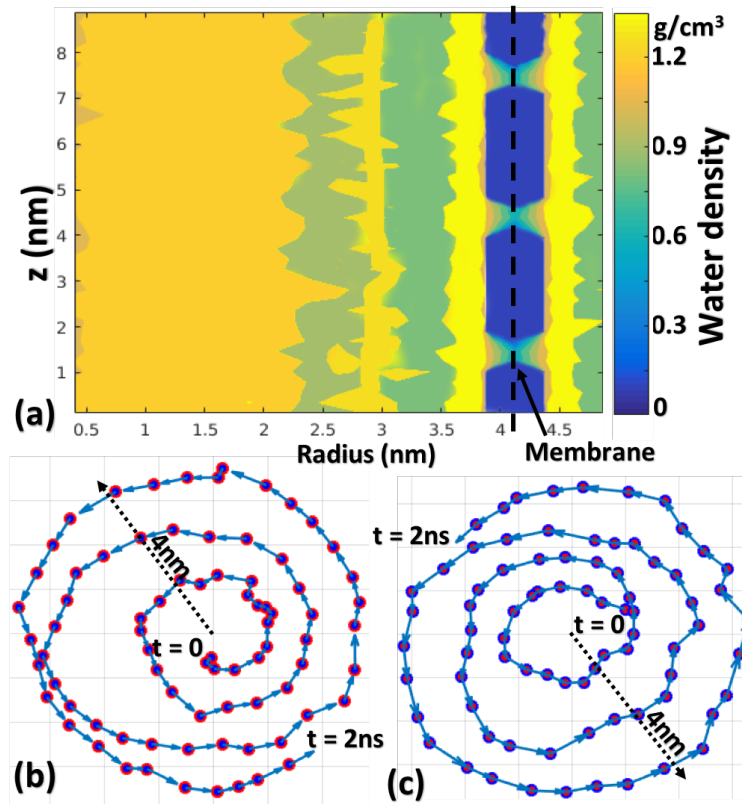 g/cm³
8
7
6
5
4
3
2
1
z (nm)
1.2
0.9
0.6
0.3
0
Water density
(a)
0.5 1 1.5 2 2.5 3 3.5 4 4.5
Radius (nm)
Membrane
4nm
t = 0
t = 2ns
(b)
t = 2ns
t = 0
4nm
(c)